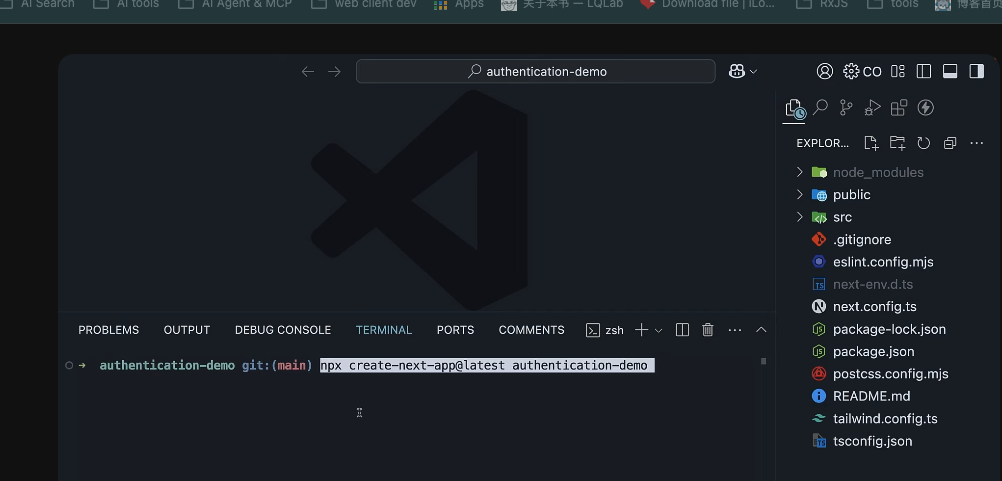 AI Search AI tools AI Agent & MCP web client dev Apps 关于本书 — LQLab Download file | iLo... RxJS tools 博客首页
authentication-demo
CO
EXPLOR...
node_modules
public
src
.gitignore
eslint.config.mjs
next-env.d.ts
next.config.ts
package-lock.json
package.json
postcss.config.mjs
README.md
tailwind.config.ts
tsconfig.json
PROBLEMS OUTPUT DEBUG CONSOLE TERMINAL PORTS COMMENTS zsh
authentication-demo git:(main) npx create-next-app@latest authentication-demo